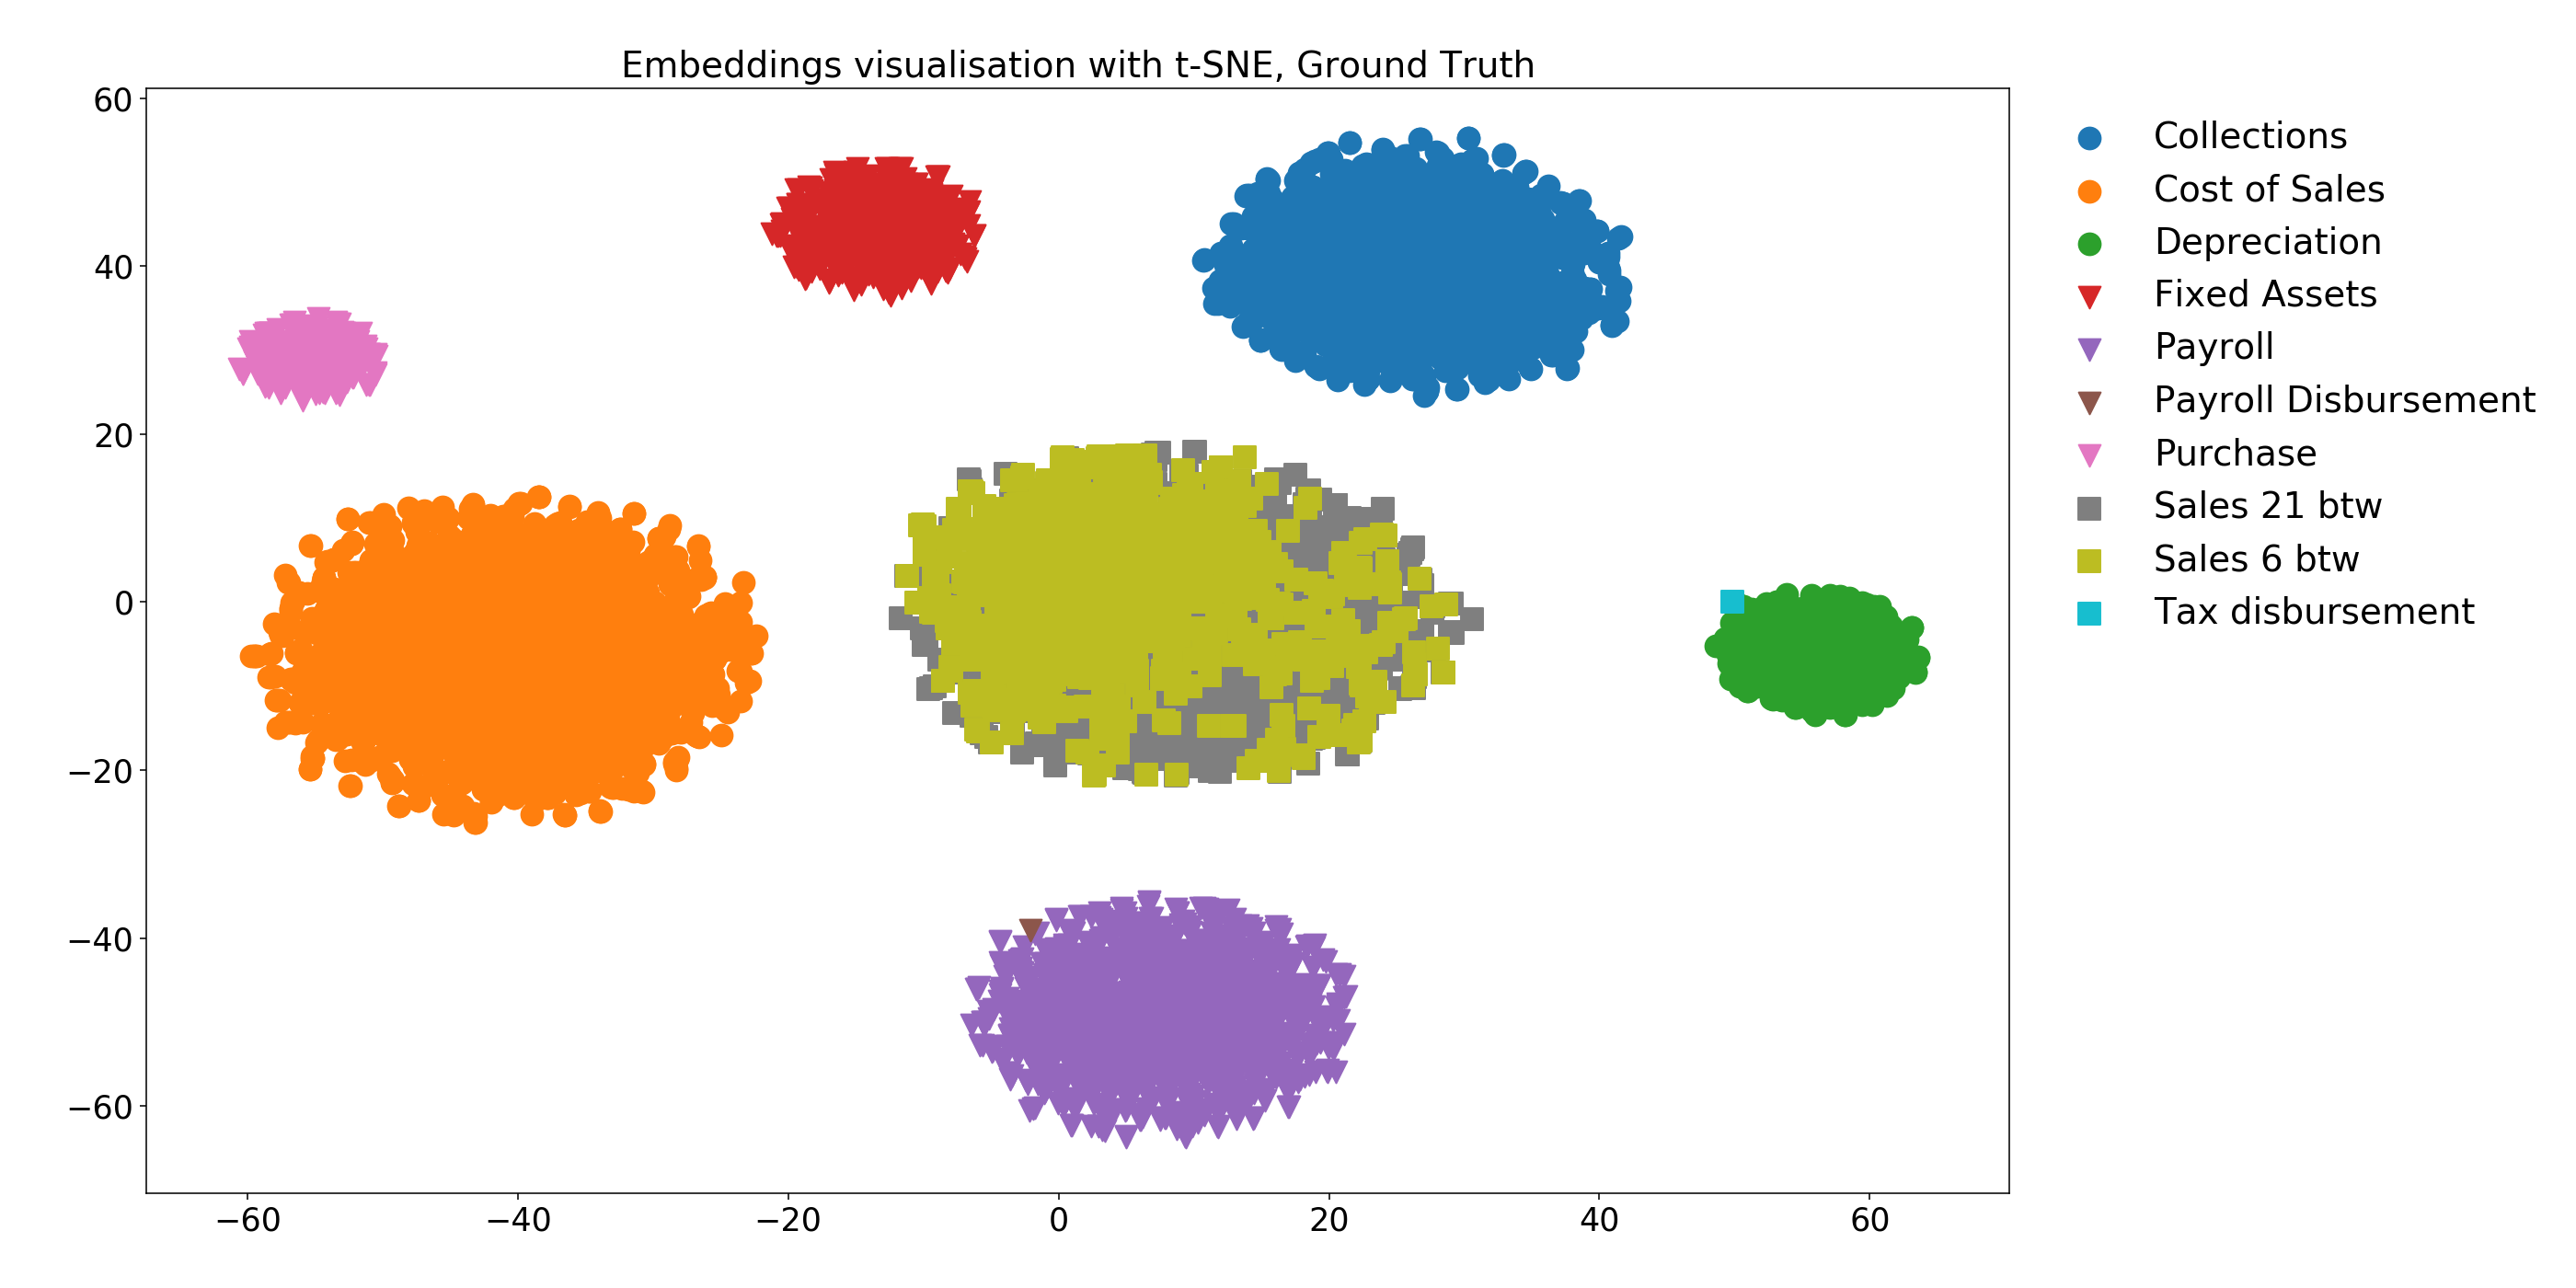 Embeddings visualisation with t-SNE, Ground Truth
60
40
20
0
−20
−40
−60
−60
−40
−20
0
20
40
60
Collections
Cost of Sales
Depreciation
Fixed Assets
Payroll
Payroll Disbursement
Purchase
Sales 21 btw
Sales 6 btw
Tax disbursement